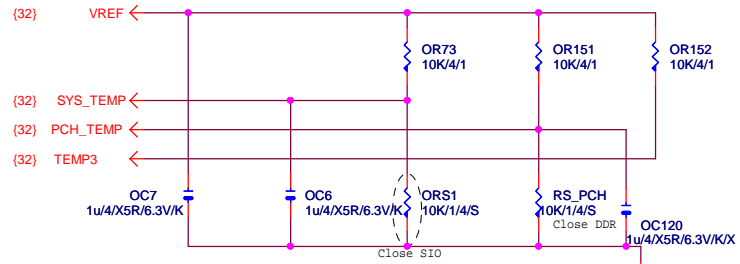 {32} VREF
OR73
10K/4/1
OR151
10K/4/1
OR152
10K/4/1
{32} SYS_TEMP
{32} PCH_TEMP
{32} TEMP3
OC7
1u/4/X5R/6.3V/K
OC6
1u/4/X5R/6.3V/K
ORS1
10K/1/4/S
Close SIO
RS_PCH
10K/1/4/S
Close DDR
OC120
1u/4/X5R/6.3V/K/X